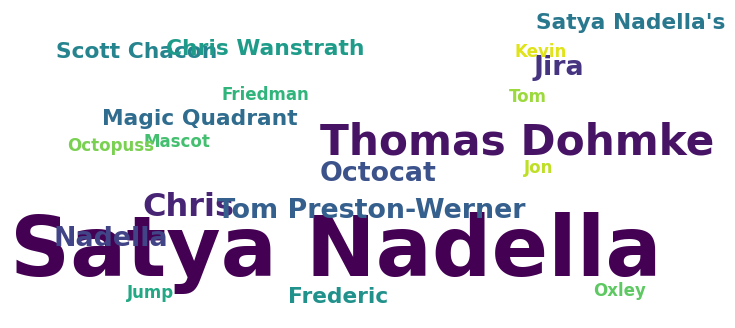 Satya Nadella's
Scott Chacon
Chris Wanstrath
Kevin
Jira
Friedman
Tom
Magic Quadrant
Thomas Dohmke
Octopuss
Mascot
Octocat
Jon
Chris
Tom Preston-Werner
Nadella
Satya Nadella
Jump
Frederic
Oxley